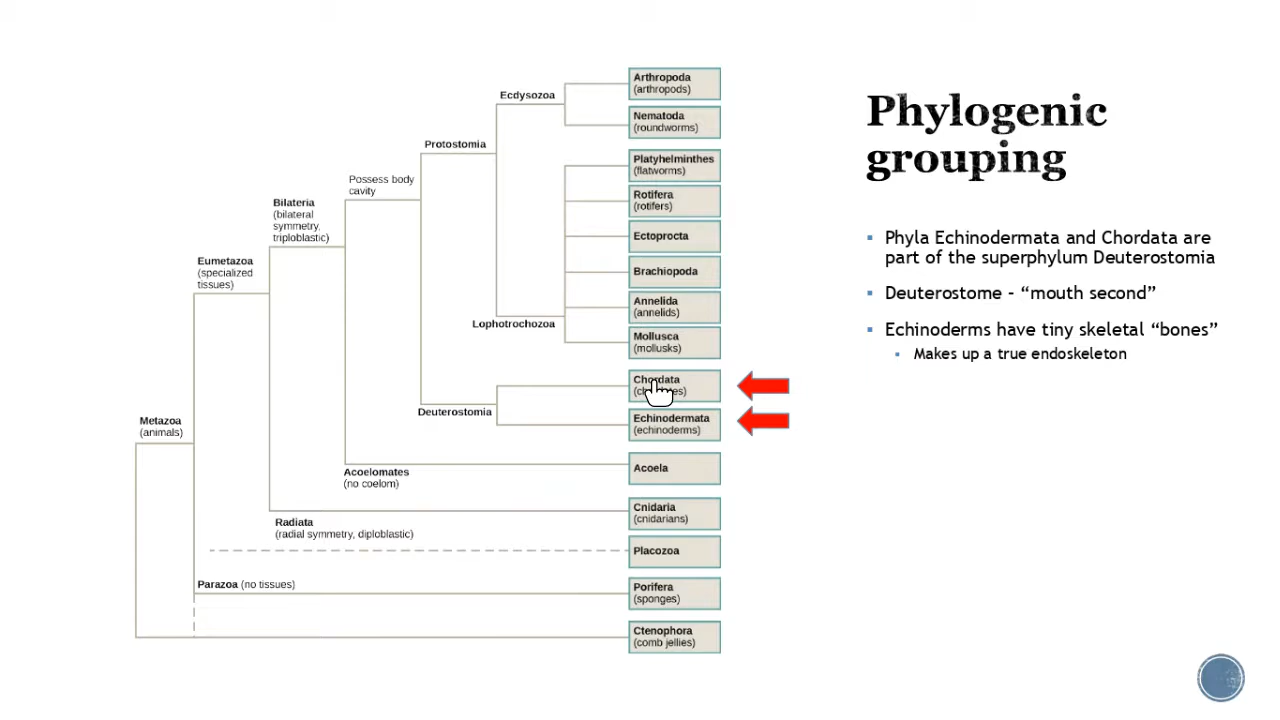 Phylogenic
grouping
Phyla Echinodermata and Chordata are
part of the superphylum Deuterostomia
Deuterostome - “mouth second”
Echinoderms have tiny skeletal “bones”
Makes up a true endoskeleton
Arthropoda
(arthropods)
Ecdysozoa
Nematoda
(roundworms)
Protostomia
Platyhelminthes
(flatworms)
Possess body
cavity
Rotifera
(rotifers)
Bilateria
(bilateral
symmetry,
triploblastic)
Ectoprocta
Eumetazoa
(specialized
tissues)
Brachiopoda
Annelida
(annelids)
Lophotrochozoa
Mollusca
(mollusks)
Chordata
Deuterostomia
Echinodermata
(echinoderms)
Metazoa
(animals)
Acoela
Acoelomates
(no coelom)
Cnidaria
(cnidarians)
Radiata
(radial symmetry, diploblastic)
Placozoa
Parazoa (no tissues)
Porifera
(sponges)
Ctenophora
(comb jellies)